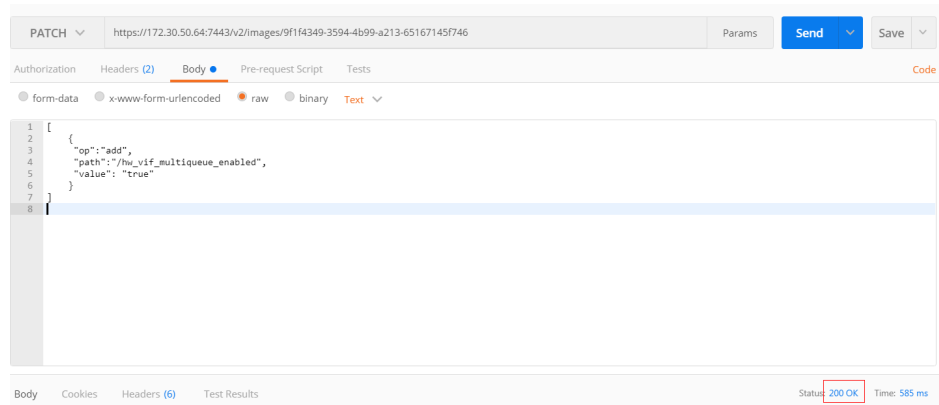 PATCH https://172.30.50.64:7443/v2/images/9f1f4349-3594-4b99-a213-65167145f746 Params Send Save
Authorization Headers (2) Body Pre-request Script Tests Code
form-data x-www-form-urlencoded raw binary Text
1 [
2 {
3 "op":"add",
4 "path":"/hw_vif_multiqueue_enabled",
5 "value": "true"
6 }
7 ]
8
Body Cookies Headers (6) Test Results Status: 200 OK Time: 585 ms